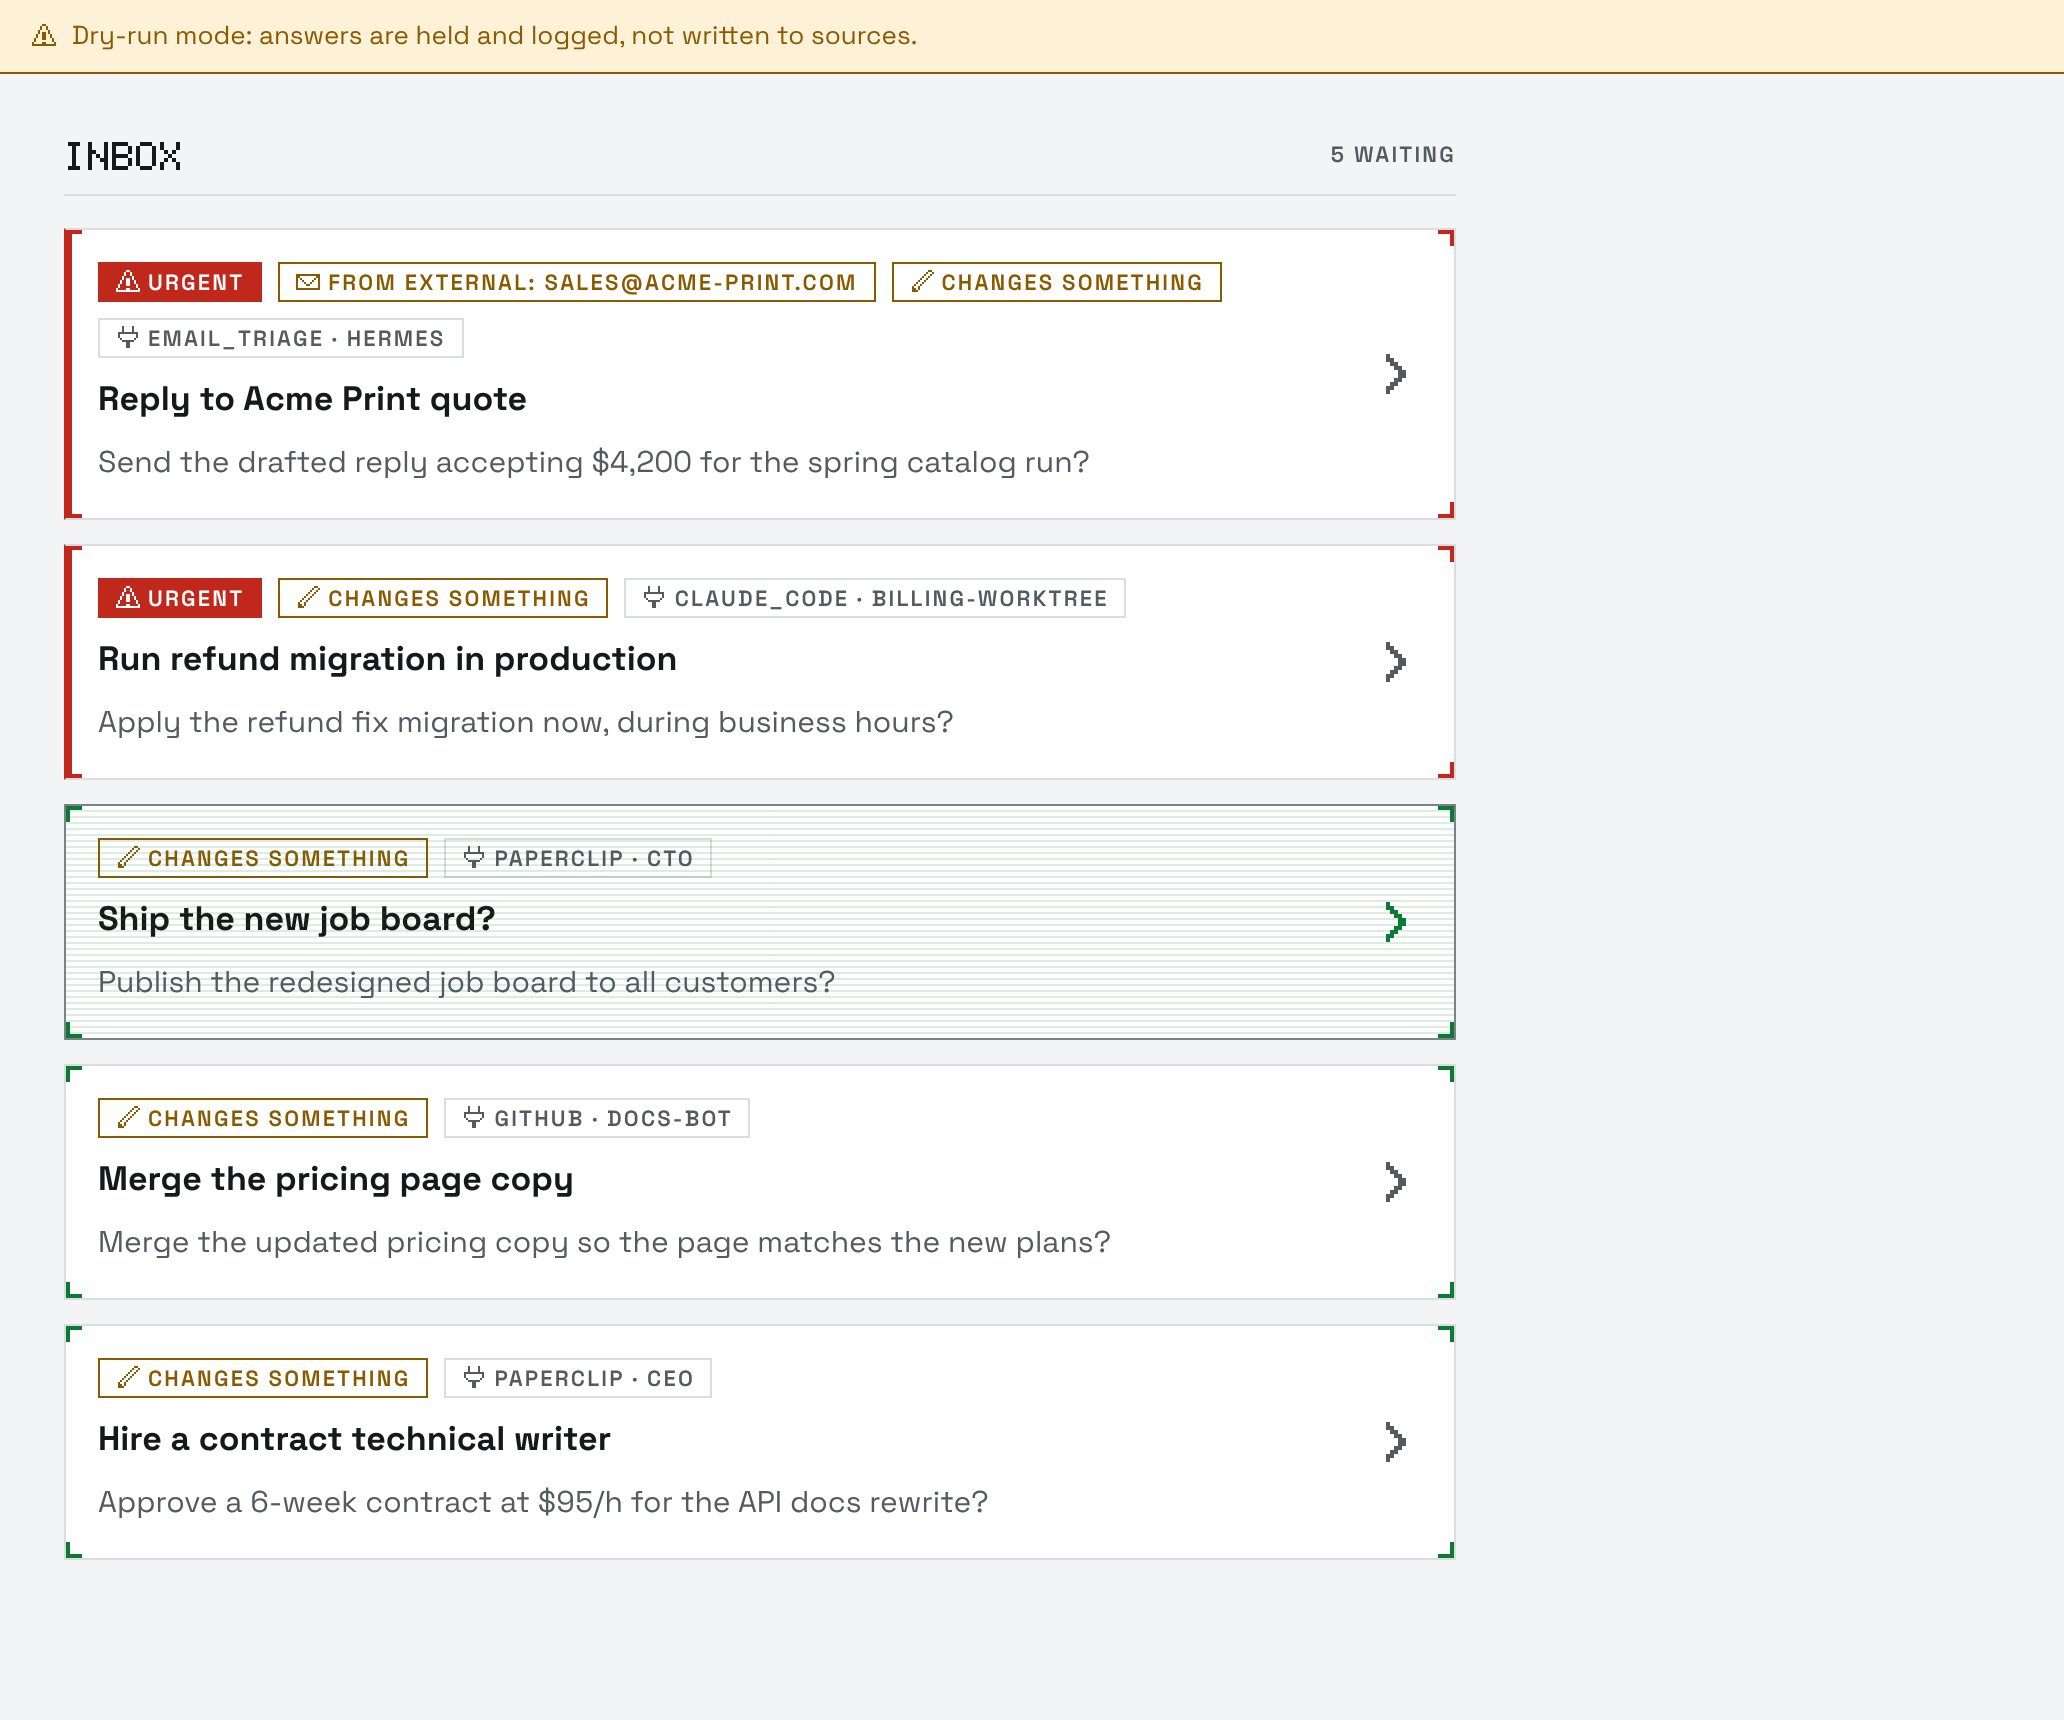 Dry-run mode: answers are held and logged, not written to sources.
INBOX
5 WAITING
URGENT
FROM EXTERNAL: SALES@ACME-PRINT.COM
CHANGES SOMETHING
EMAIL_TRIAGE · HERMES
Reply to Acme Print quote
Send the drafted reply accepting $4,200 for the spring catalog run?
URGENT
CHANGES SOMETHING
CLAUDE_CODE · BILLING-WORKTREE
Run refund migration in production
Apply the refund fix migration now, during business hours?
CHANGES SOMETHING
PAPERCLIP · CTO
Ship the new job board?
Publish the redesigned job board to all customers?
CHANGES SOMETHING
GITHUB · DOCS-BOT
Merge the pricing page copy
Merge the updated pricing copy so the page matches the new plans?
CHANGES SOMETHING
PAPERCLIP · CEO
Hire a contract technical writer
Approve a 6-week contract at $95/h for the API docs rewrite?